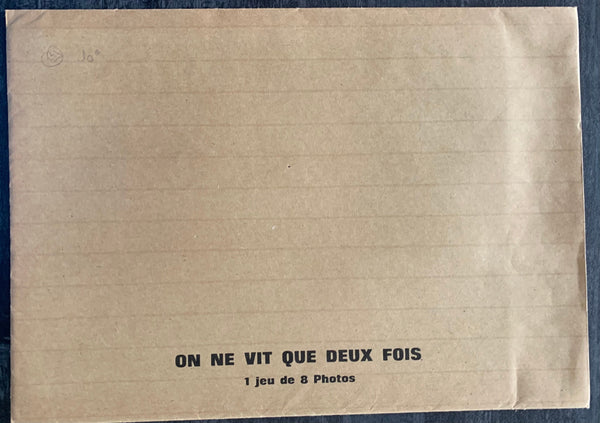 ON NE VIT QUE DEUX FOIS
1 jeu de 8 Photos